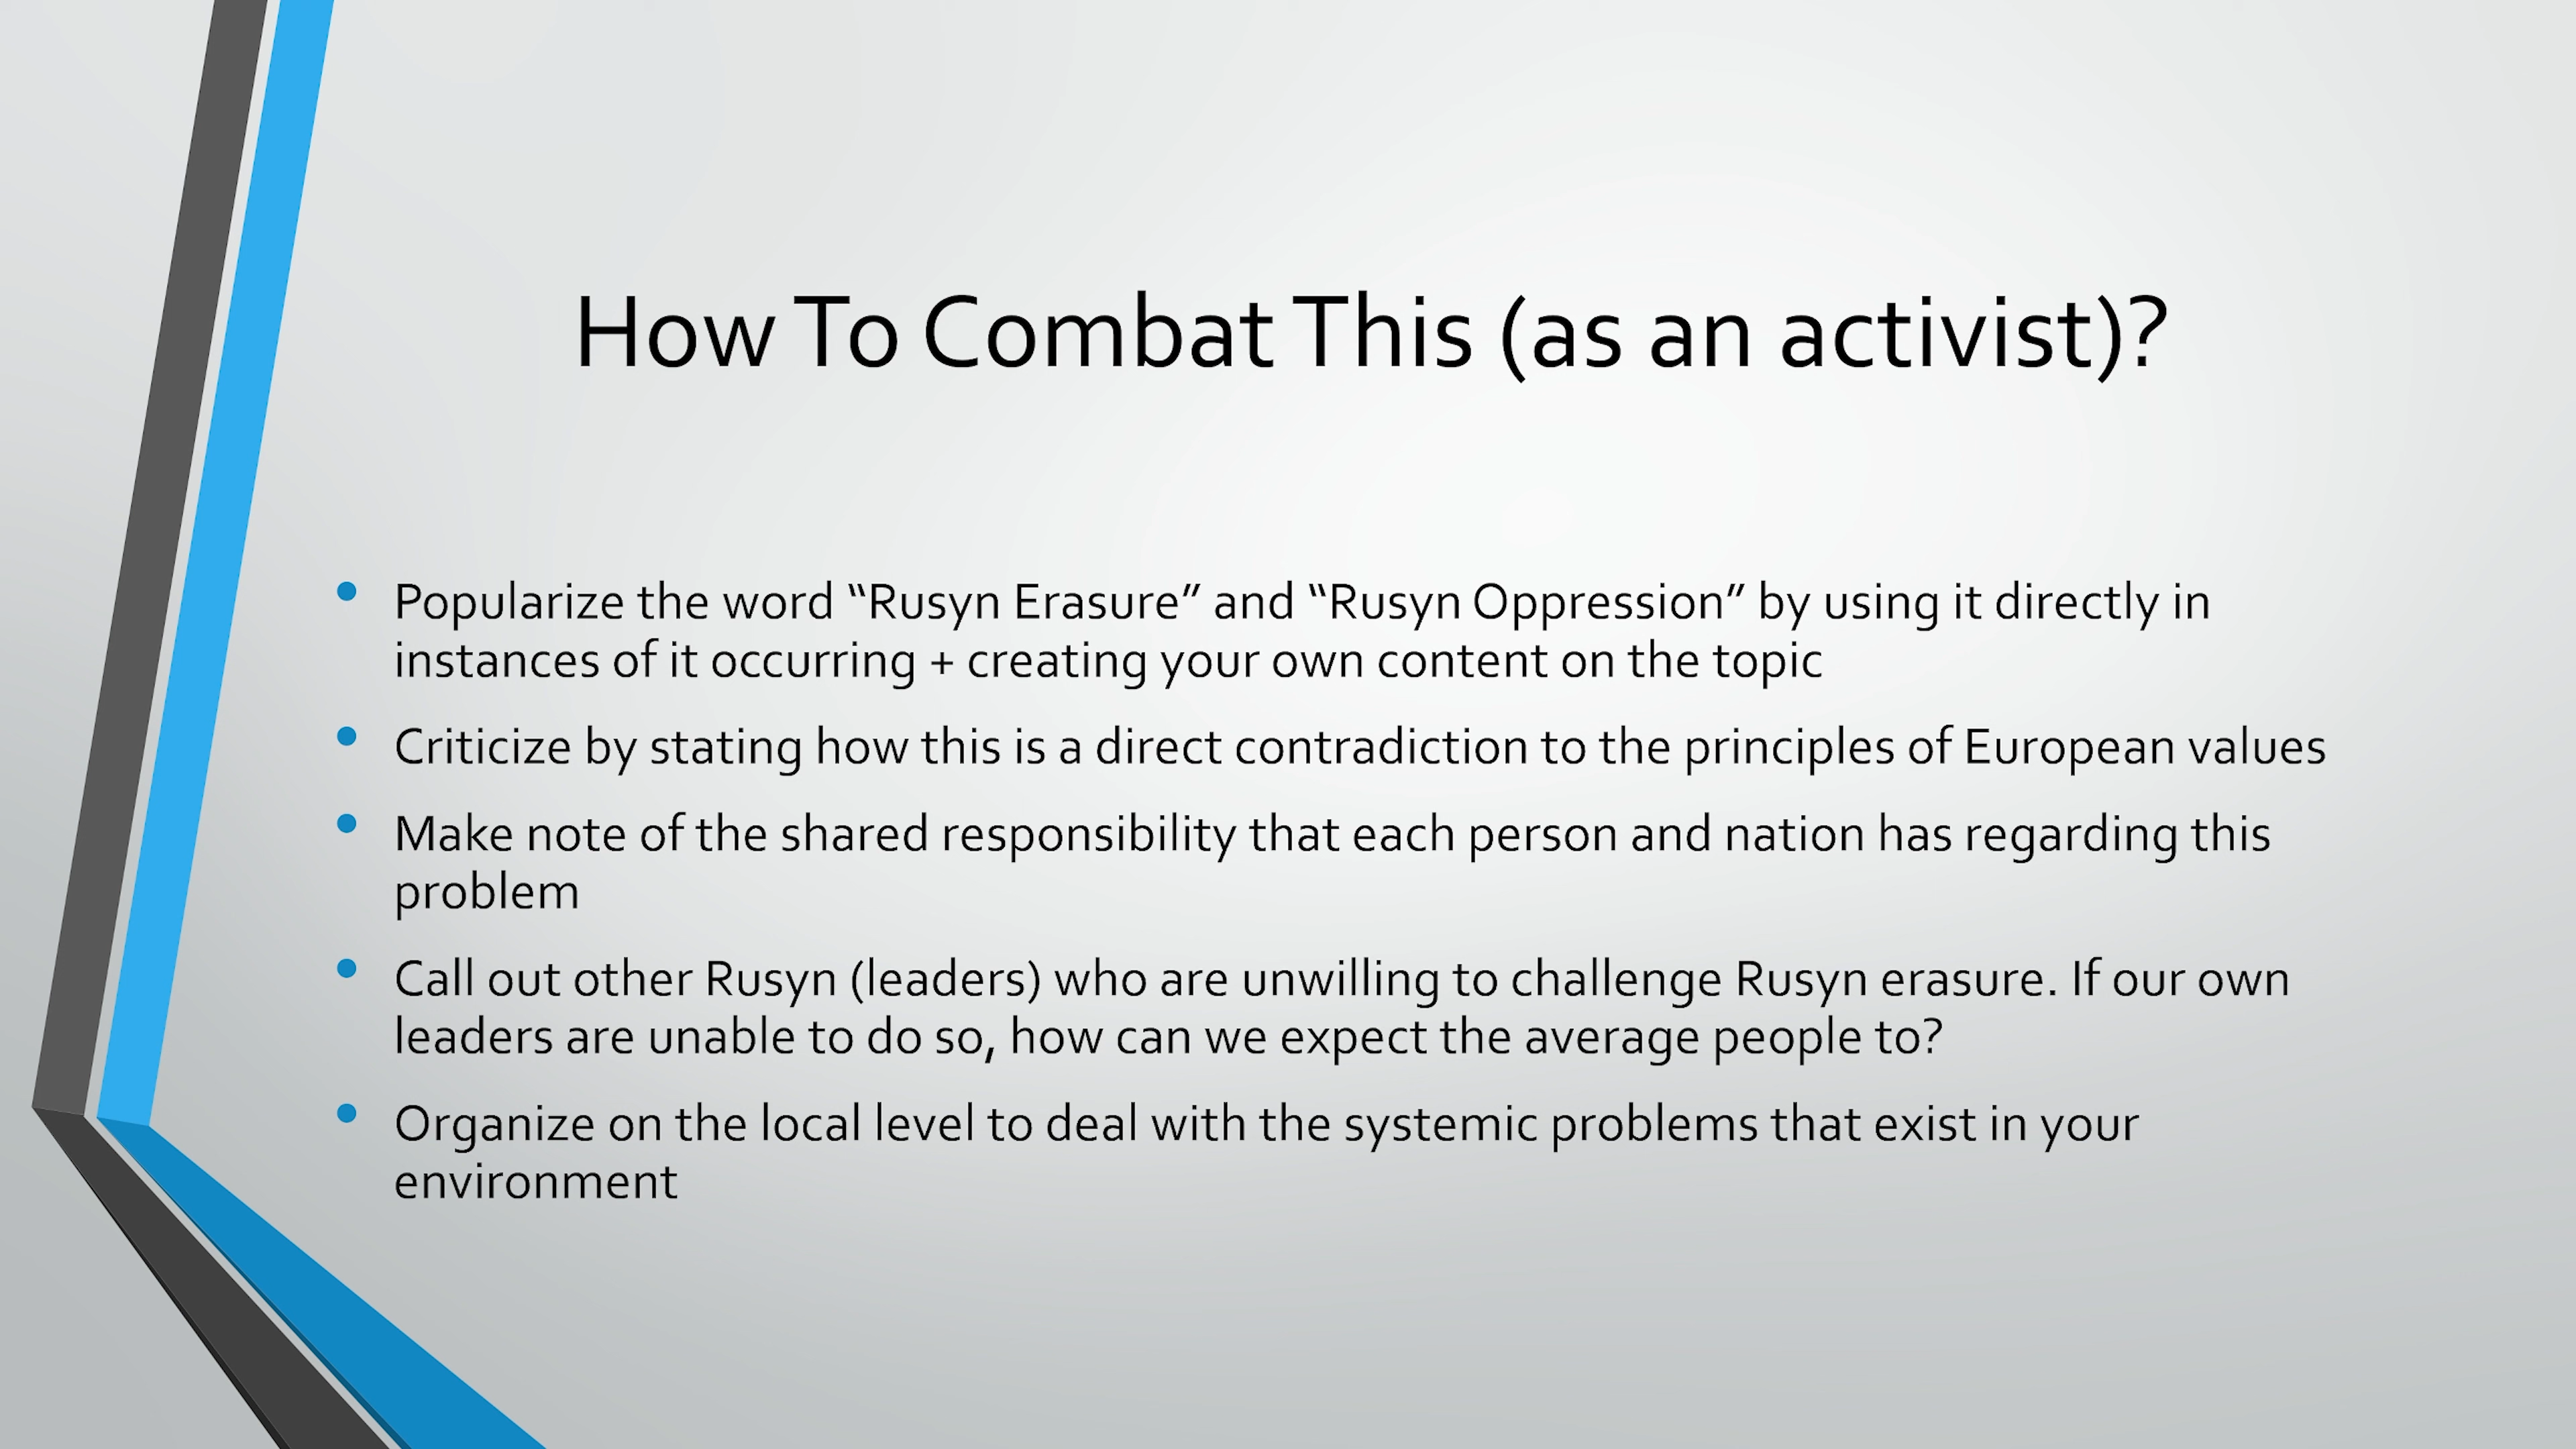 How To Combat This (as an activist)?
Popularize the word “Rusyn Erasure” and “Rusyn Oppression” by using it directly in
instances of it occurring + creating your own content on the topic
Criticize by stating how this is a direct contradiction to the principles of European values
Make note of the shared responsibility that each person and nation has regarding this
problem
Call out other Rusyn (leaders) who are unwilling to challenge Rusyn erasure. If our own
leaders are unable to do so, how can we expect the average people to?
Organize on the local level to deal with the systemic problems that exist in your
environment